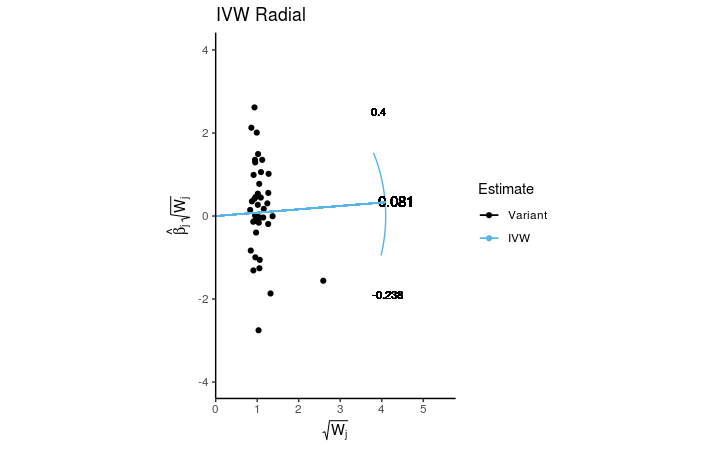 IVW Radial
4
2
0
-2
-4
β̂j√Wj
0.4
0.081
-0.238
0 1 2 3 4 5
√Wj
Estimate
Variant
IVW